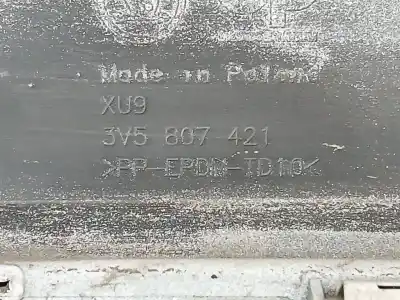 Made in Poland
XU9
3V5 807 421
>PP-EPDM-TD10<